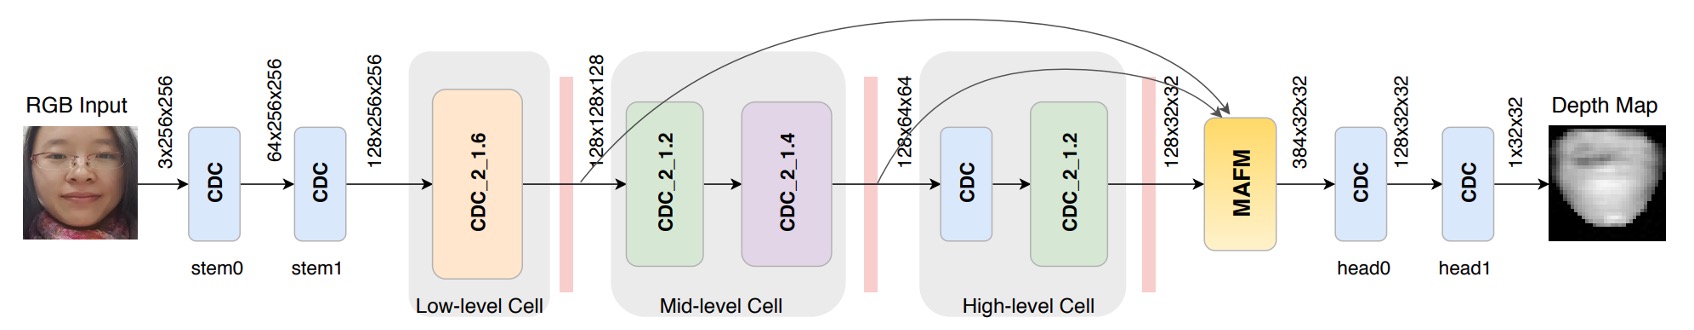 RGB Input
3x256x256
CDC
stem0
64x256x256
CDC
stem1
128x256x256
CDC_2_1.6
Low-level Cell
128x128x128
CDC_2_1.2
CDC_2_1.4
Mid-level Cell
128x64x64
CDC
CDC_2_1.2
High-level Cell
128x32x32
MAFM
384x32x32
CDC
head0
128x32x32
CDC
head1
1x32x32
Depth Map